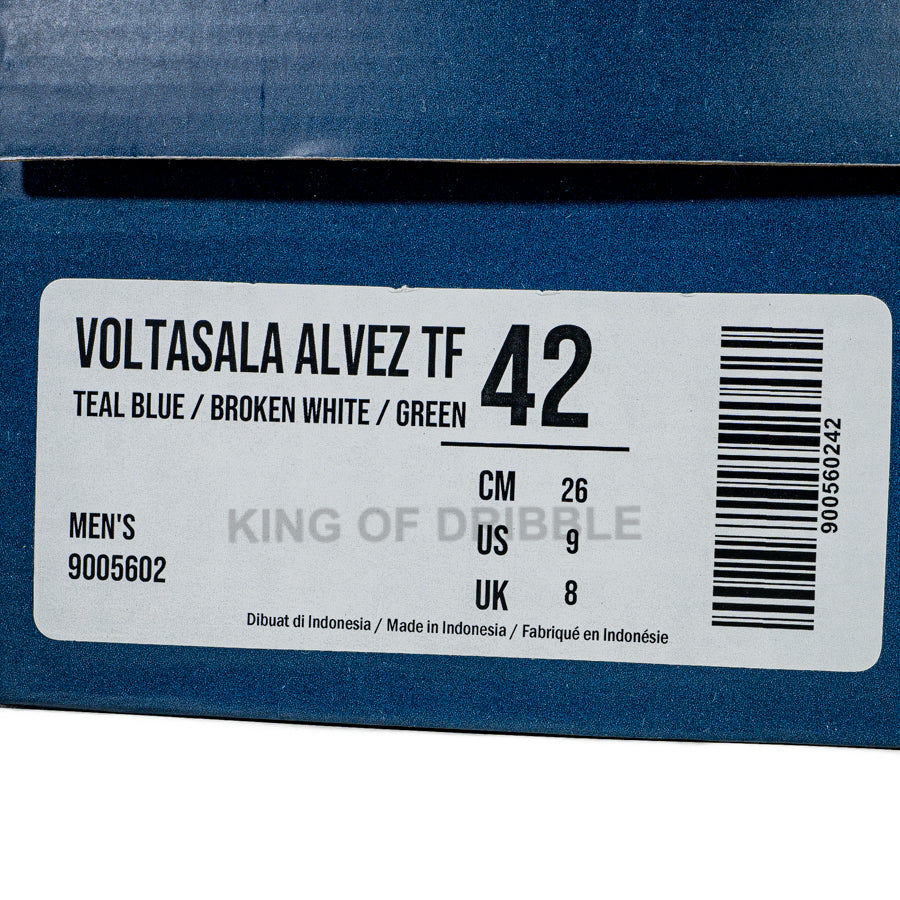 VOLTASALA ALVEZ TF
42
TEAL BLUE / BROKEN WHITE / GREEN
CM 26
US 9
UK 8
MEN'S
9005602
KING OF DRIBBLE
Dibuat di Indonesia / Made in Indonesia / Fabriqué en Indonésie
900560242